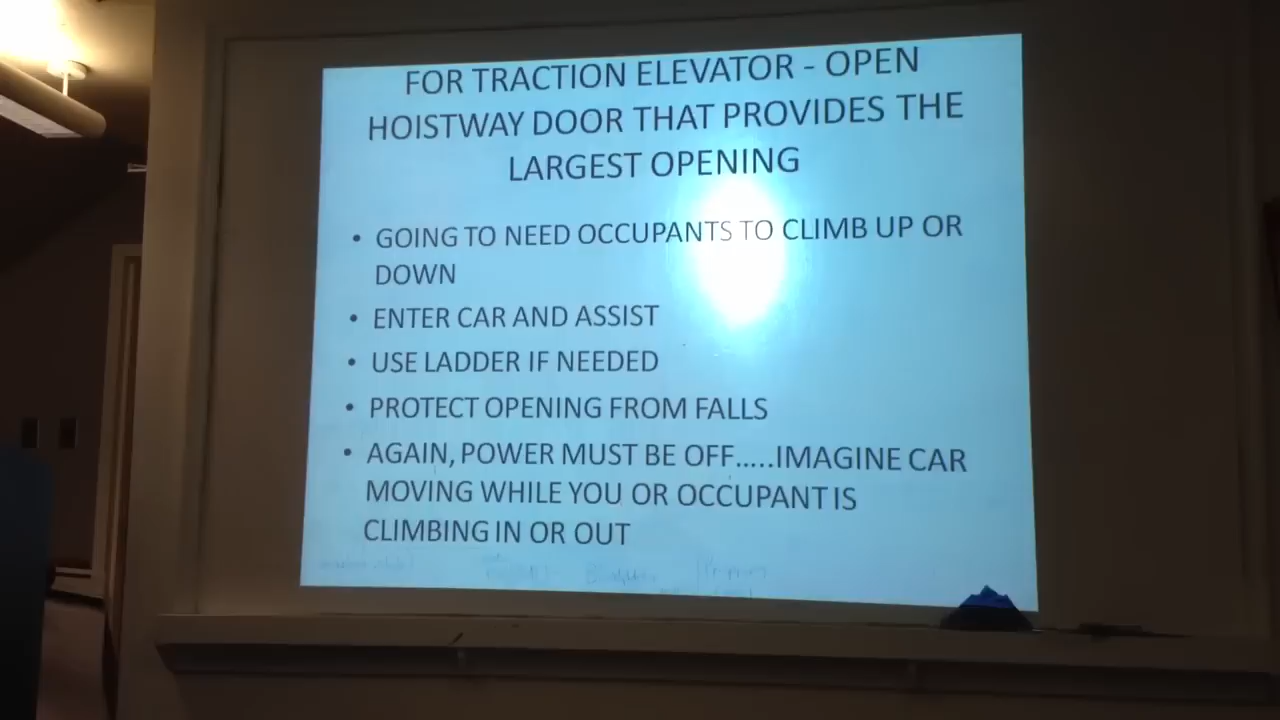 FOR TRACTION ELEVATOR - OPEN
HOISTWAY DOOR THAT PROVIDES THE
LARGEST OPENING
• GOING TO NEED OCCUPANTS TO CLIMB UP OR
DOWN
• ENTER CAR AND ASSIST
• USE LADDER IF NEEDED
• PROTECT OPENING FROM FALLS
• AGAIN, POWER MUST BE OFF.....IMAGINE CAR
MOVING WHILE YOU OR OCCUPANT IS
CLIMBING IN OR OUT